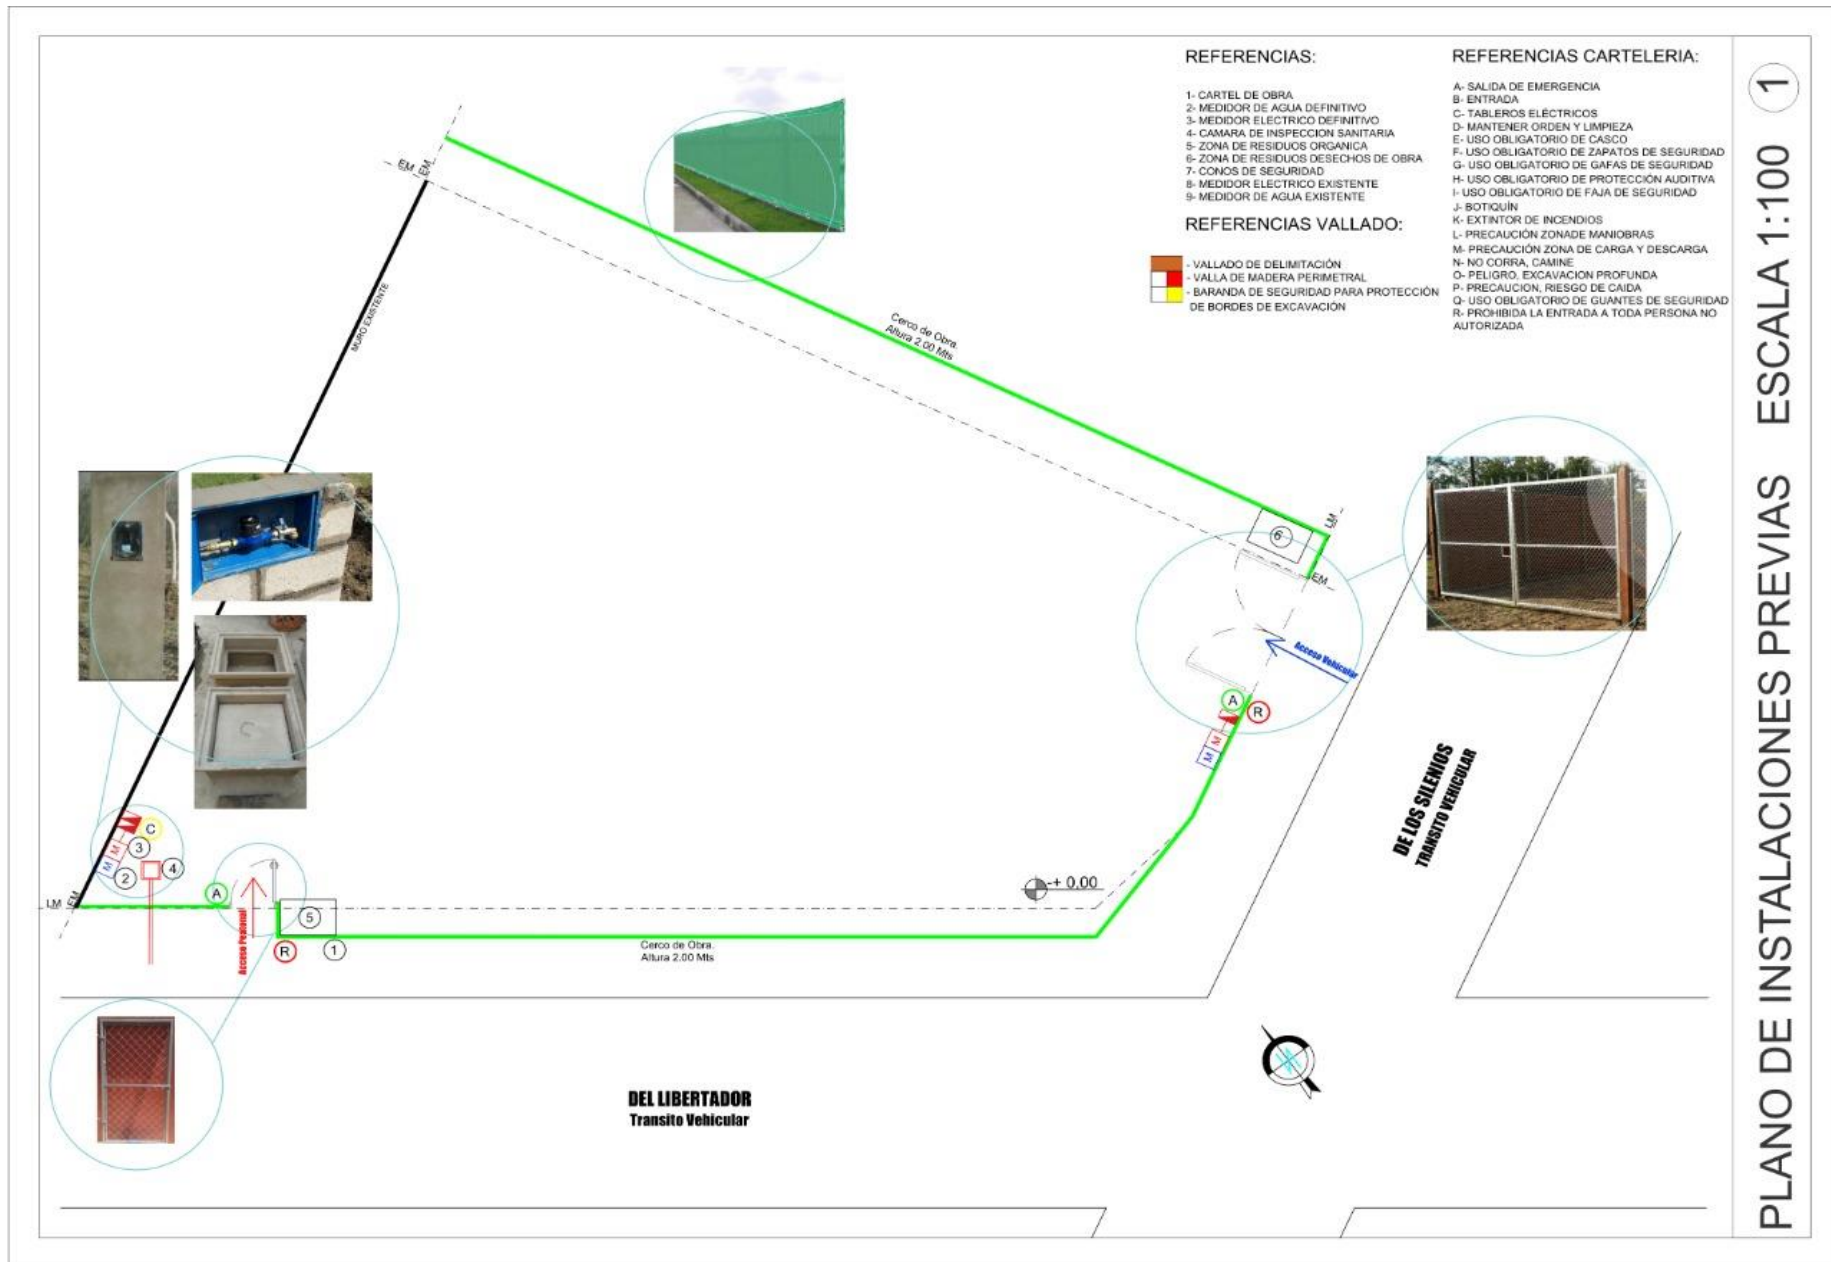 REFERENCIAS:
1- CARTEL DE OBRA
2- MEDIDOR DE AGUA DEFINITIVO
3- MEDIDOR ELECTRICO DEFINITIVO
4- CAMARA DE INSPECCION SANITARIA
5- ZONA DE RESIDUOS ORGANICA
6- ZONA DE RESIDUOS DESECHOS DE OBRA
7- CONOS DE SEGURIDAD
8- MEDIDOR ELECTRICO EXISTENTE
9- MEDIDOR DE AGUA EXISTENTE
REFERENCIAS VALLADO:
- VALLADO DE DELIMITACIÓN
- VALLA DE MADERA PERIMETRAL
- BARANDA DE SEGURIDAD PARA PROTECCIÓN
DE BORDES DE EXCAVACIÓN
REFERENCIAS CARTELERIA:
A- SALIDA DE EMERGENCIA
B- ENTRADA
C- TABLEROS ELÉCTRICOS
D- MANTENER ORDEN Y LIMPIEZA
E- USO OBLIGATORIO DE CASCO
F- USO OBLIGATORIO DE ZAPATOS DE SEGURIDAD
G- USO OBLIGATORIO DE GAFAS DE SEGURIDAD
H- USO OBLIGATORIO DE PROTECCIÓN AUDITIVA
I- USO OBLIGATORIO DE FAJA DE SEGURIDAD
J- BOTIQUÍN
K- EXTINTOR DE INCENDIOS
L- PRECAUCIÓN ZONADE MANIOBRAS
M- PRECAUCIÓN ZONA DE CARGA Y DESCARGA
N- NO CORRA, CAMINE
O- PELIGRO, EXCAVACION PROFUNDA
P- PRECAUCION, RIESGO DE CAIDA
Q- USO OBLIGATORIO DE GUANTES DE SEGURIDAD
R- PROHIBIDA LA ENTRADA A TODA PERSONA NO
AUTORIZADA
PLANO DE INSTALACIONES PREVIAS ESCALA 1:100 1
EM
EM
MURO EXISTENTE
Cerco de Obra.
Altura 2.00 Mts
LM
6
EM
Acceso Vehicular
A
R
M
M
DE LOS SILENIOS
TRANSITO VEHICULAR
C
3
M
M
4
2
EM
LM
A
Acceso Peatonal
5
R
1
-+ 0.00
Cerco de Obra.
Altura 2.00 Mts
DEL LIBERTADOR
Transito Vehicular